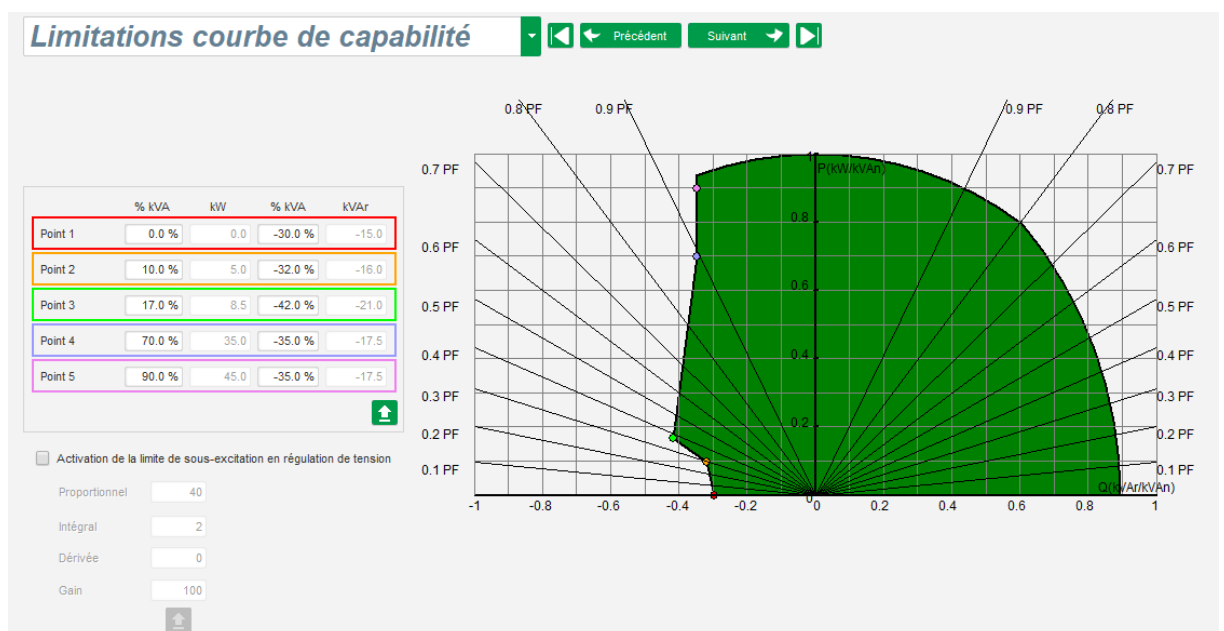 Limitations courbe de capabilité
Précédent
Suivant
% kVA kW % kVA kVAr
Point 1 0.0 % 0.0 -30.0 % -15.0
Point 2 10.0 % 5.0 -32.0 % -16.0
Point 3 17.0 % 8.5 -42.0 % -21.0
Point 4 70.0 % 35.0 -35.0 % -17.5
Point 5 90.0 % 45.0 -35.0 % -17.5
Activation de la limite de sous-excitation en régulation de tension
Proportionnel 40
Intégral 2
Dérivée 0
Gain 100
0.8 PF 0.9 PF 0.9 PF 0.8 PF
0.7 PF 1 P(kW/kVAn) 0.7 PF
0.8
0.6 PF 0.6 PF
0.6
0.5 PF 0.5 PF
0.4 PF 0.4 0.4 PF
0.3 PF 0.3 PF
0.2
0.2 PF 0.2 PF
0.1 PF 0.1 PF
Q(kVAr/kVAn)
0
-1 -0.8 -0.6 -0.4 -0.2 0 0.2 0.4 0.6 0.8 1